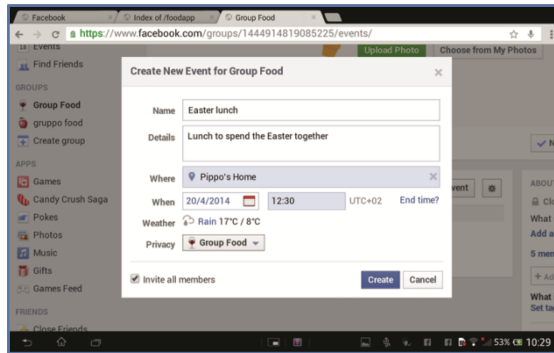 Facebook
Index of /foodapp
Group Food
https://www.facebook.com/groups/1444914819085225/events/
Events
Upload Photo
Choose from My Photos
Find Friends
GROUPS
Group Food
gruppo food
Create group
APPS
Games
Candy Crush Saga
Pokes
Photos
Music
Gifts
Games Feed
FRIENDS
Close Friends
Create New Event for Group Food
Name Easter lunch
Details Lunch to spend the Easter together
Where Pippo's Home
When 20/4/2014 12:30 UTC+02 End time?
Weather Rain 17°C / 8°C
Privacy Group Food
Invite all members
Create Cancel
ABOU
Clo
What
Add a
5 mem
+ Ad
What
Set ta
53% 10:29